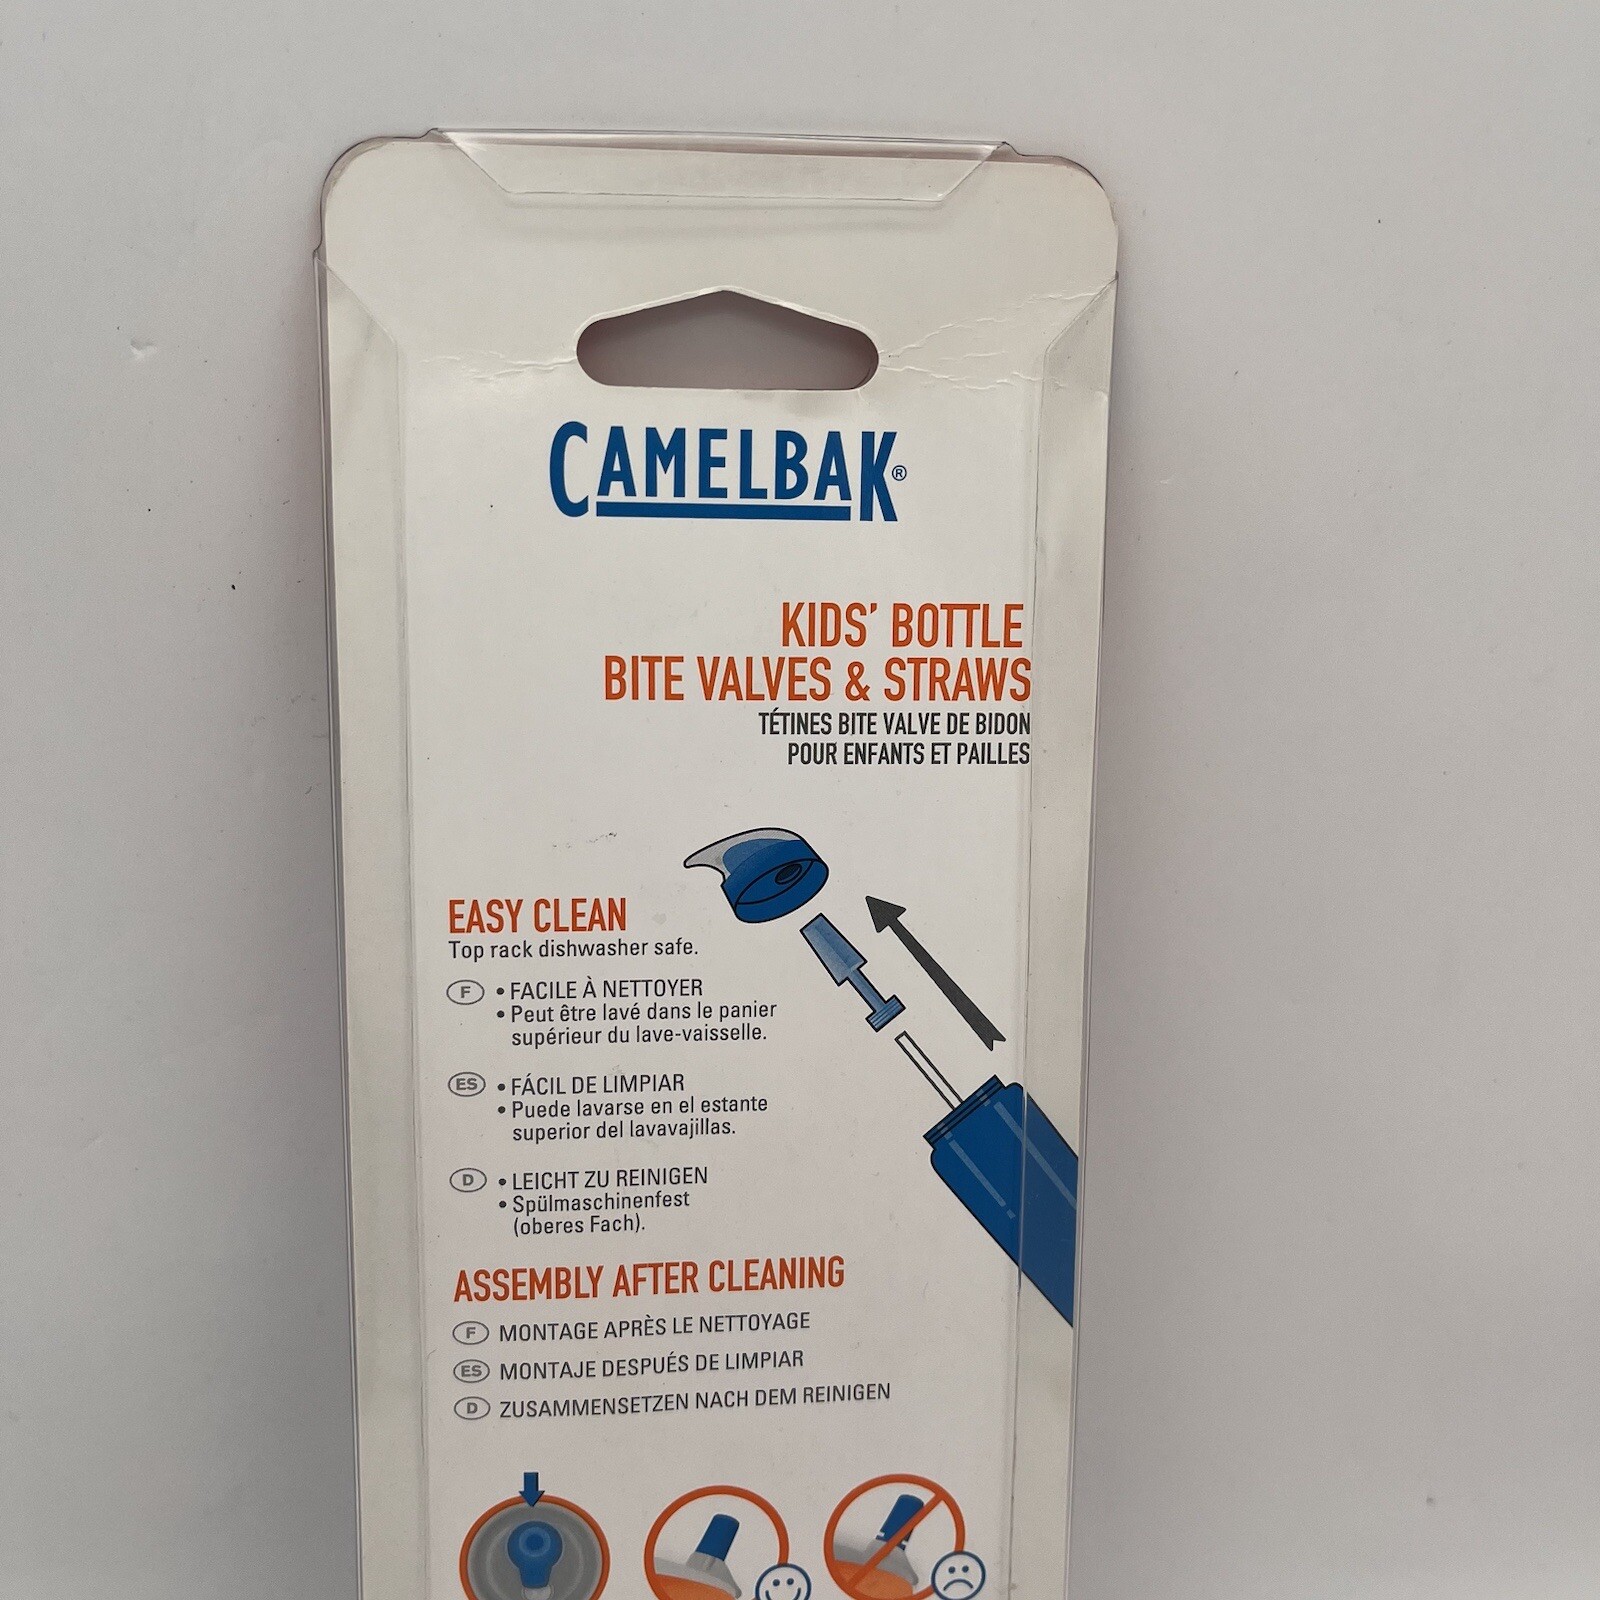 CAMELBAK®
KIDS' BOTTLE
BITE VALVES & STRAWS
TÉTINES BITE VALVE DE BIDON
POUR ENFANTS ET PAILLES
EASY CLEAN
Top rack dishwasher safe.
F • FACILE À NETTOYER
• Peut être lavé dans le panier
supérieur du lave-vaisselle.
ES • FÁCIL DE LIMPIAR
• Puede lavarse en el estante
superior del lavavajillas.
D • LEICHT ZU REINIGEN
• Spülmaschinenfest
(oberes Fach).
ASSEMBLY AFTER CLEANING
F MONTAGE APRÈS LE NETTOYAGE
ES MONTAJE DESPUÉS DE LIMPIAR
D ZUSAMMENSETZEN NACH DEM REINIGEN